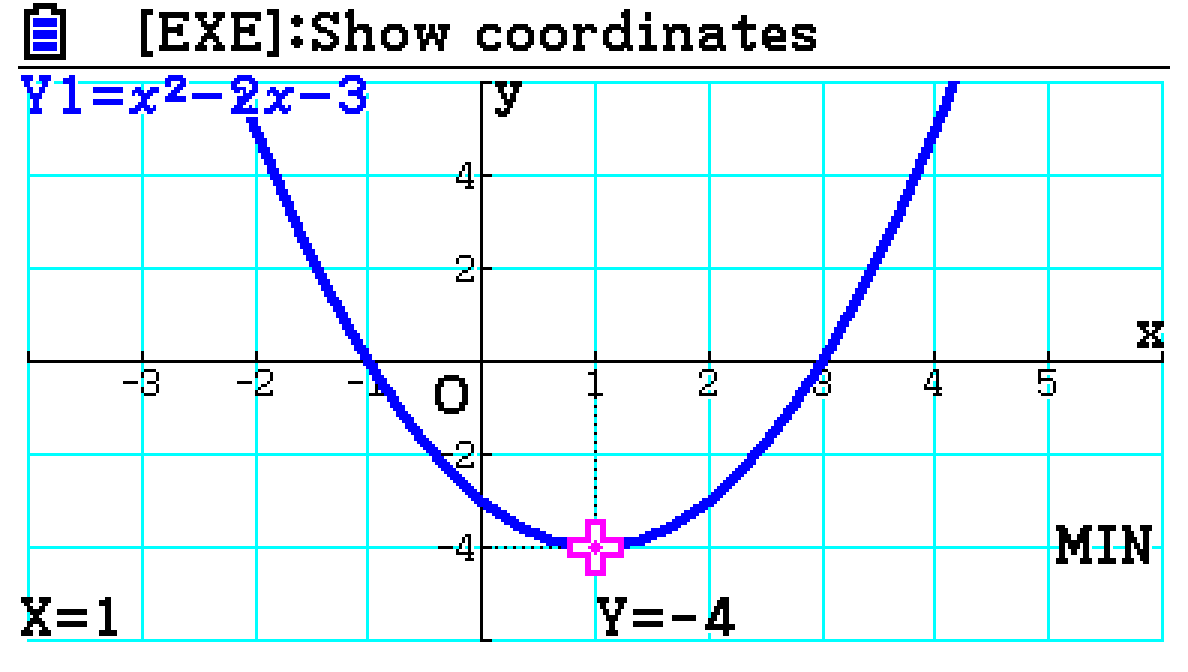 [EXE]:Show coordinates
Y1=x²-2x-3
y
4
2
x
-3 -2 -1 O 1 2 3 4 5
-2
-4
MIN
X=1 Y=-4